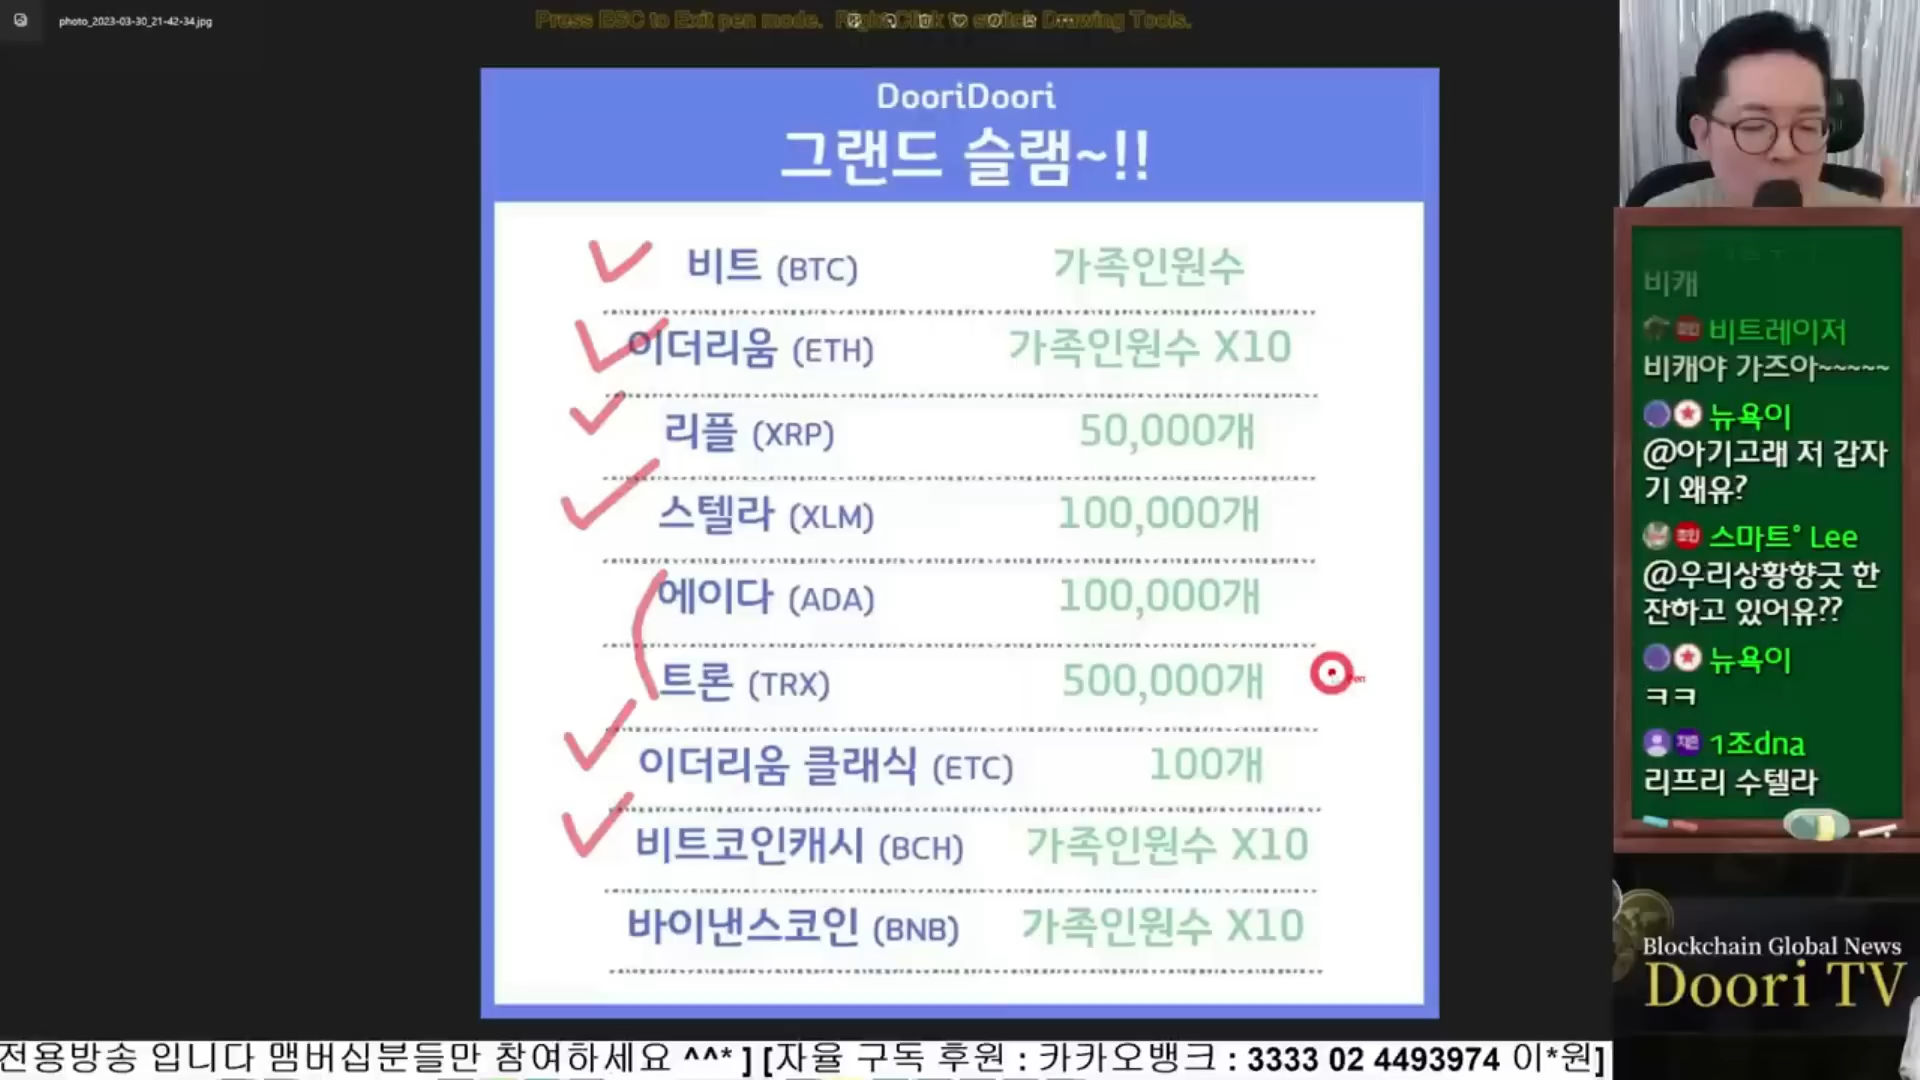 photo_2023-03-30_21-42-34.jpg
Press ESC to Exit pen mode. Right Click to switch Drawing Tools.
DooriDoori
그랜드 슬램~!!
비트 (BTC) 가족인원수
이더리움 (ETH) 가족인원수 X10
리플 (XRP) 50,000개
스텔라 (XLM) 100,000개
에이다 (ADA) 100,000개
트론 (TRX) 500,000개
이더리움 클래식 (ETC) 100개
비트코인캐시 (BCH) 가족인원수 X10
바이낸스코인 (BNB) 가족인원수 X10
비캐
비트레이저
비캐야 가즈아~~~~~
뉴욕이
@아기고래 저 갑자
기 왜유?
스마트° Lee
@우리상황향긋 한
잔하고 있어유??
뉴욕이
ㅋㅋ
1조dna
리프리 수텔라
Blockchain Global News
Doori TV
전용방송 입니다 맴버십분들만 참여하세요 ^^* ] [자율 구독 후원 : 카카오뱅크 : 3333 02 4493974 이*원]